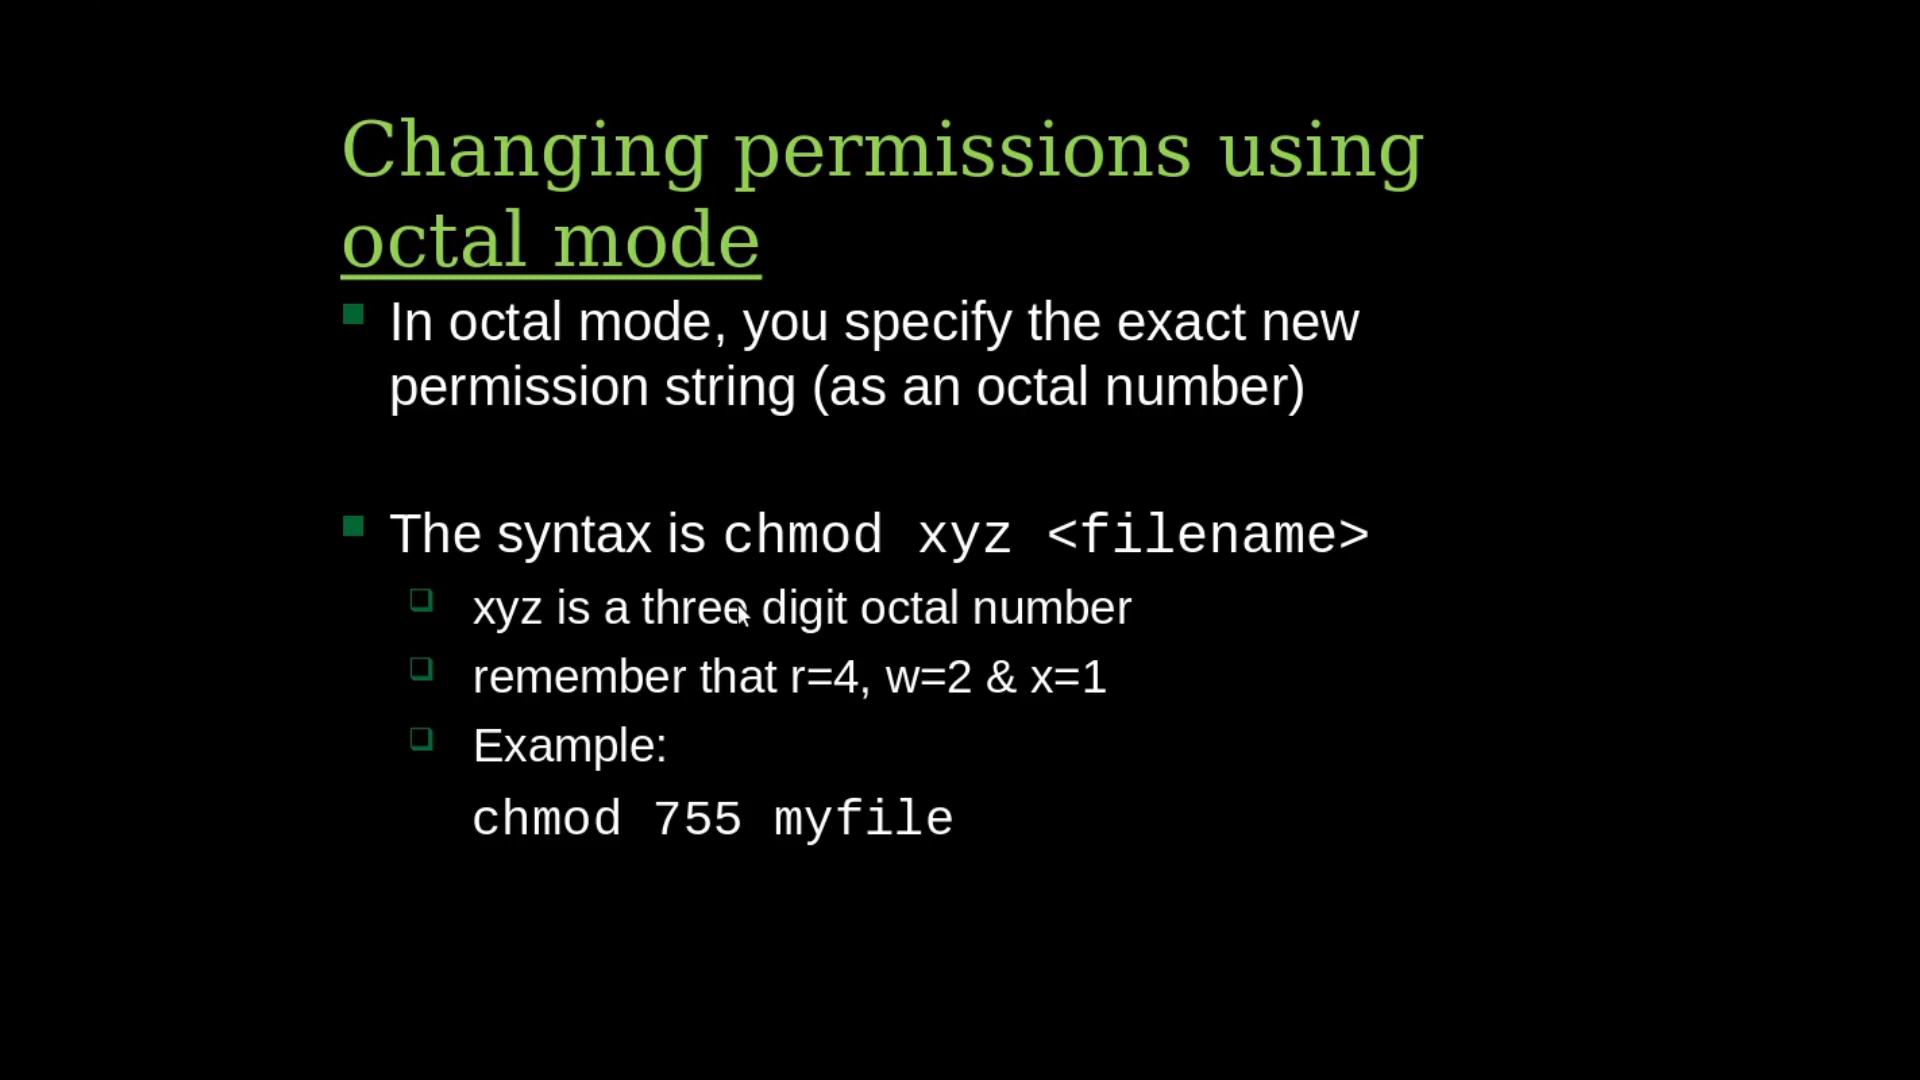 Changing permissions using
octal mode
In octal mode, you specify the exact new
permission string (as an octal number)
The syntax is chmod xyz <filename>
xyz is a three digit octal number
remember that r=4, w=2 & x=1
Example:
chmod 755 myfile